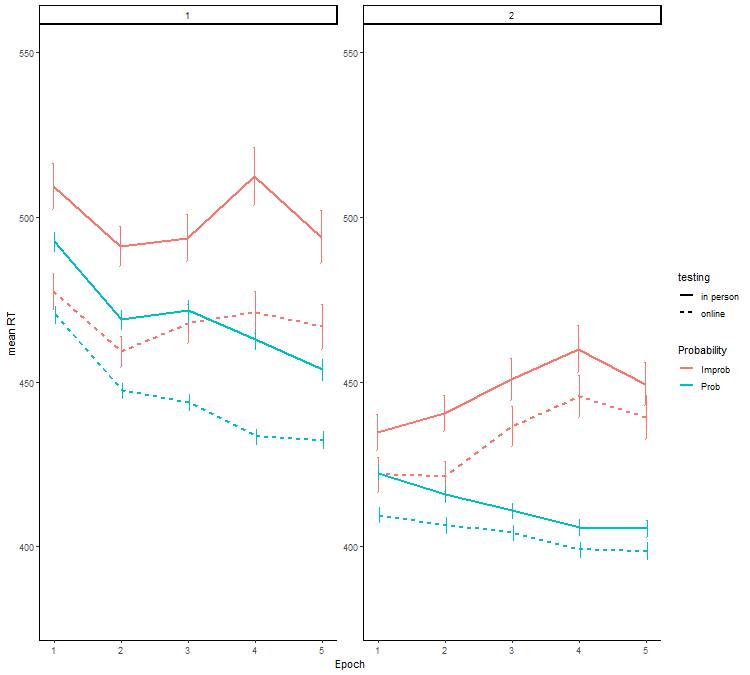 1
2
550
500
450
400
mean RT
1 2 3 4 5
1 2 3 4 5
Epoch
testing
in person
online
Probability
Improb
Prob